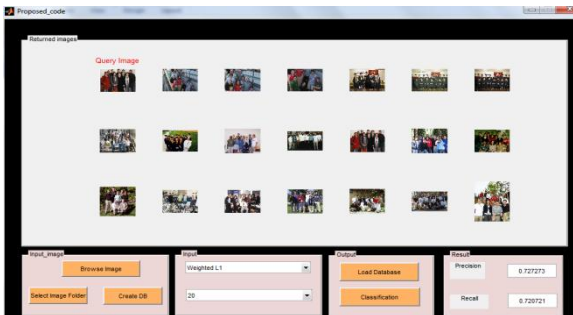 Proposed_code
Returned images
Query Image
Input_image
Browse Image
Select Image Folder
Create DB
Input
Weighted L1
20
Output
Load Database
Classification
Result
Precision
0.727273
Recall
0.720721